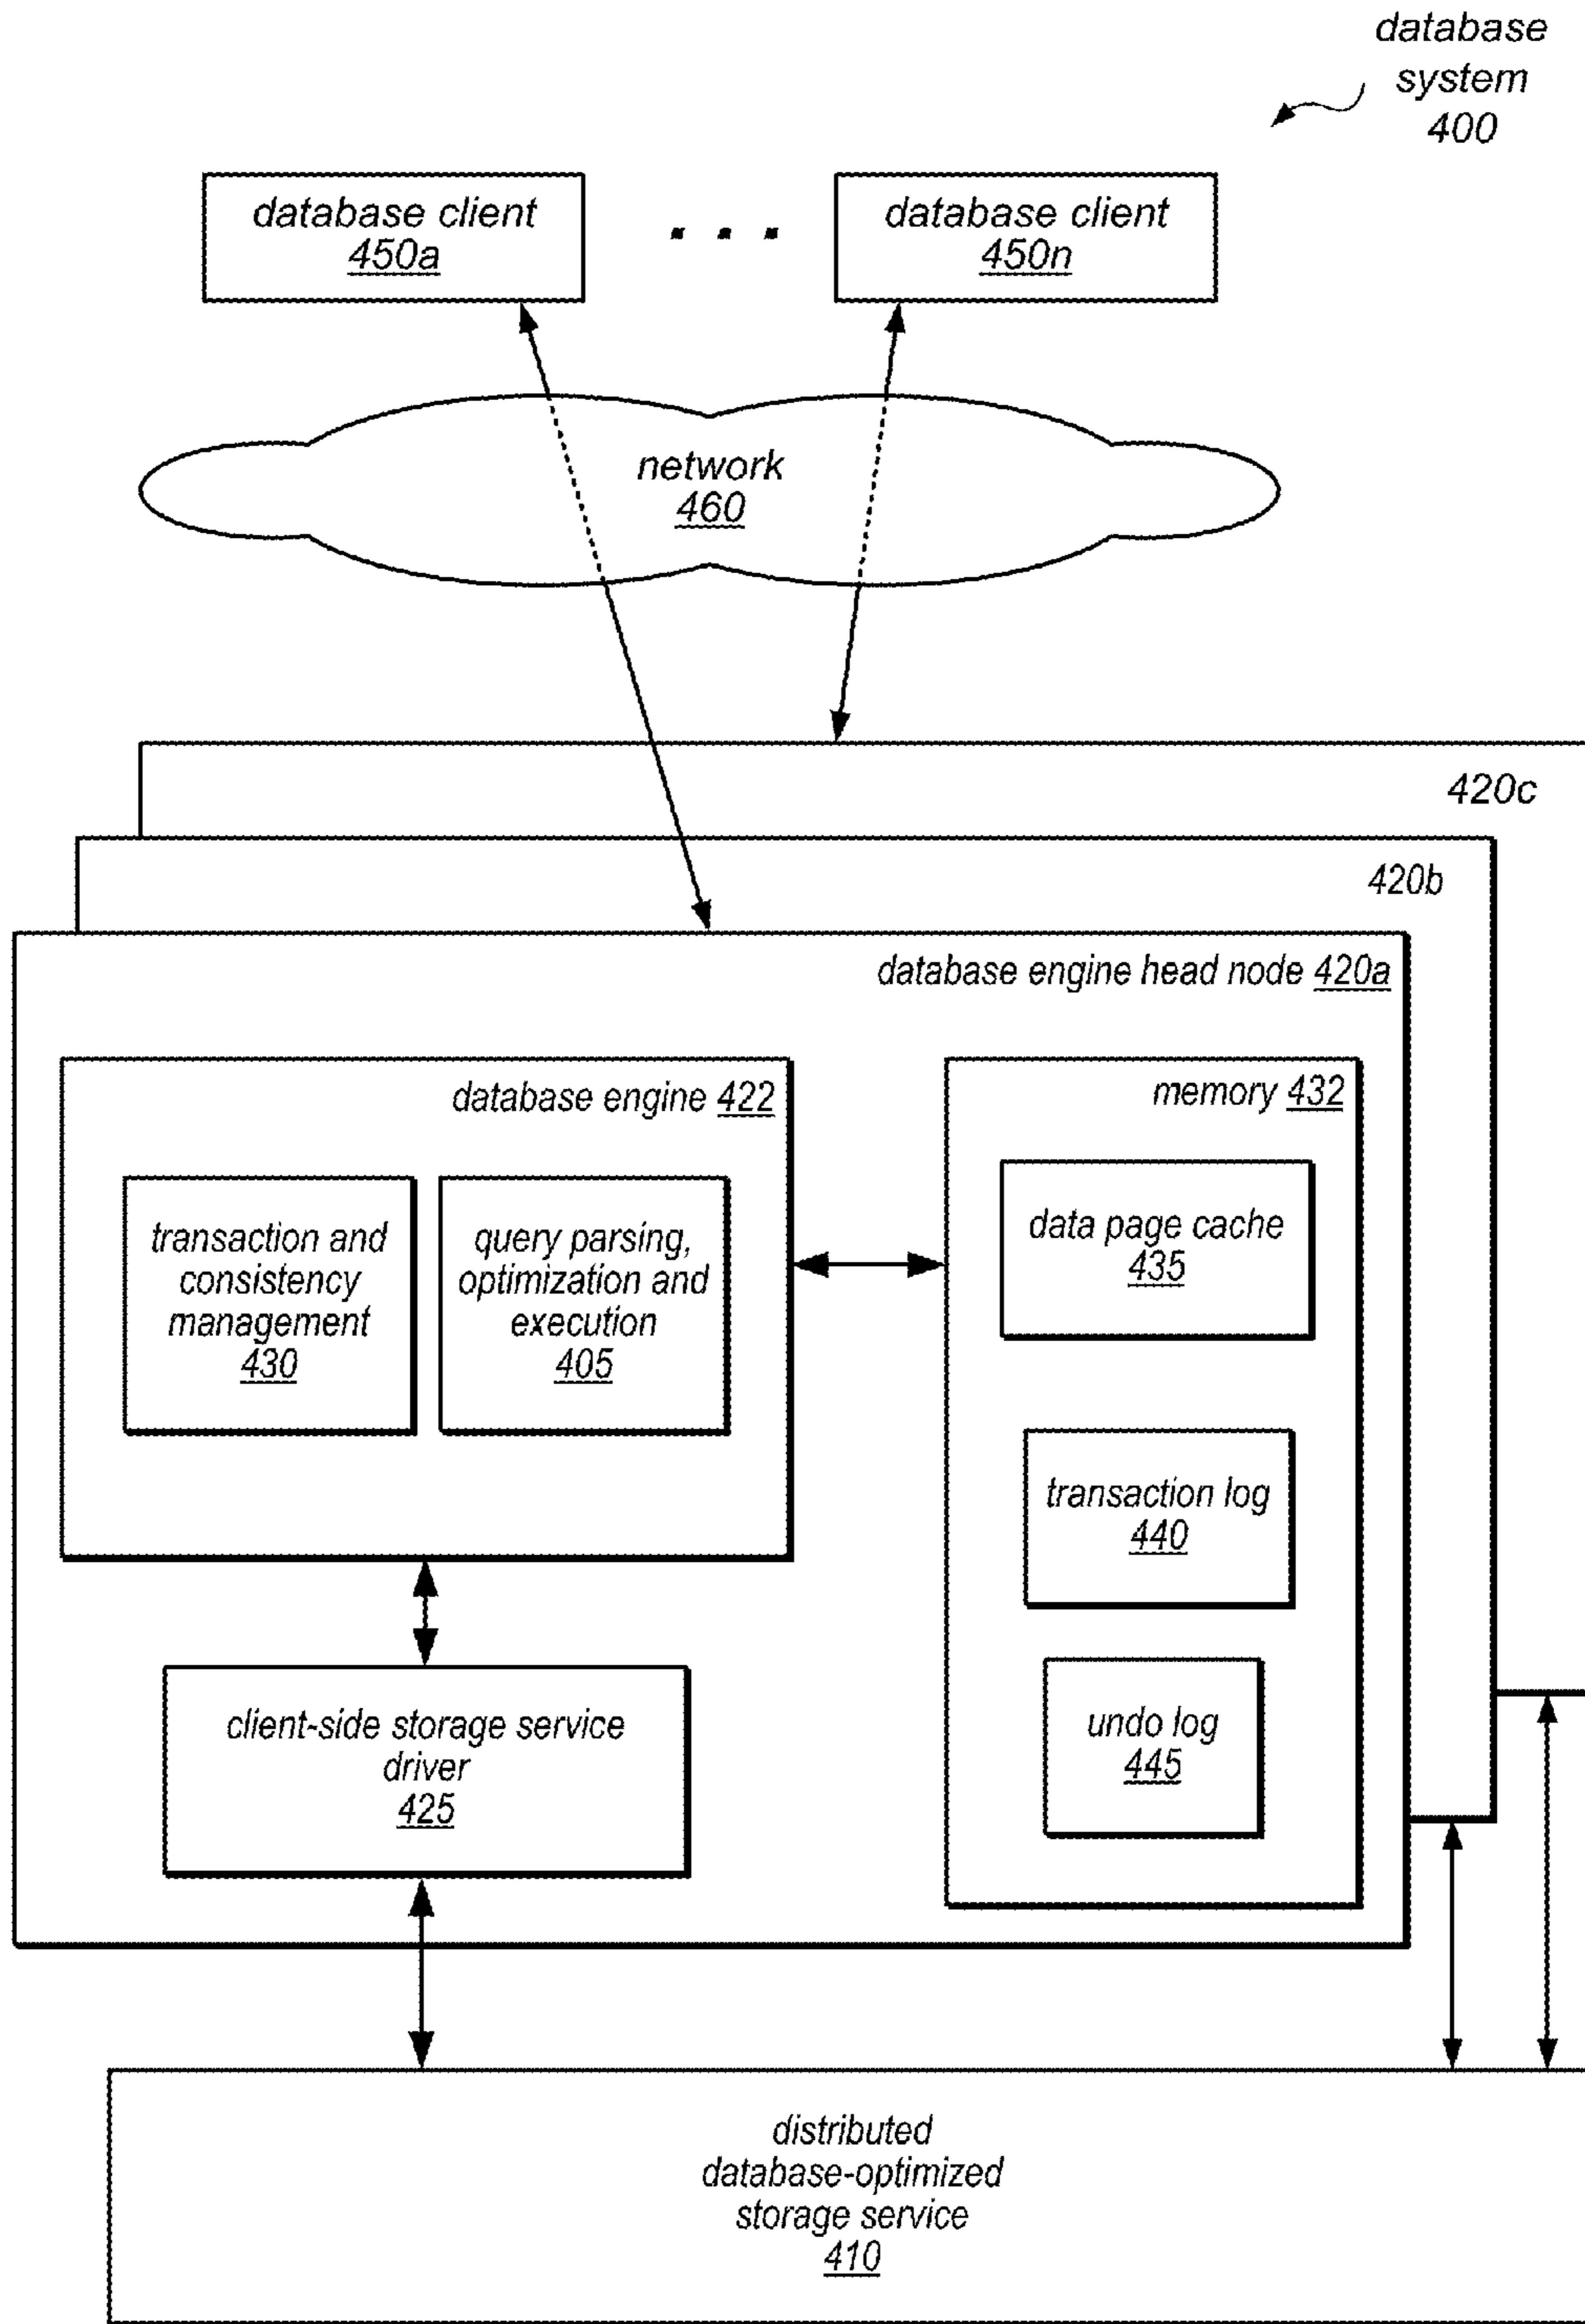 database
system
400
database client
450a
. . .
database client
450n
network
460
420c
420b
database engine head node 420a
database engine 422
transaction and
consistency
management
430
query parsing,
optimization and
execution
405
memory 432
data page cache
435
transaction log
440
undo log
445
client-side storage service
driver
425
distributed
database-optimized
storage service
410